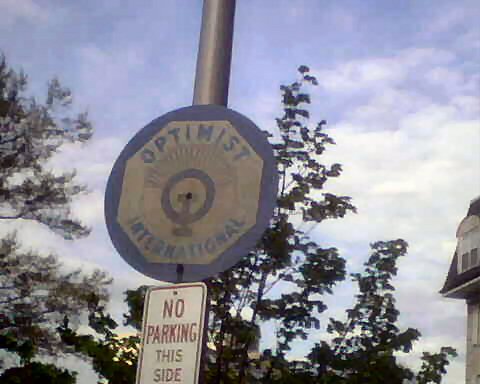 OPTIMIST
INTERNATIONAL
NO
PARKING
THIS
SIDE